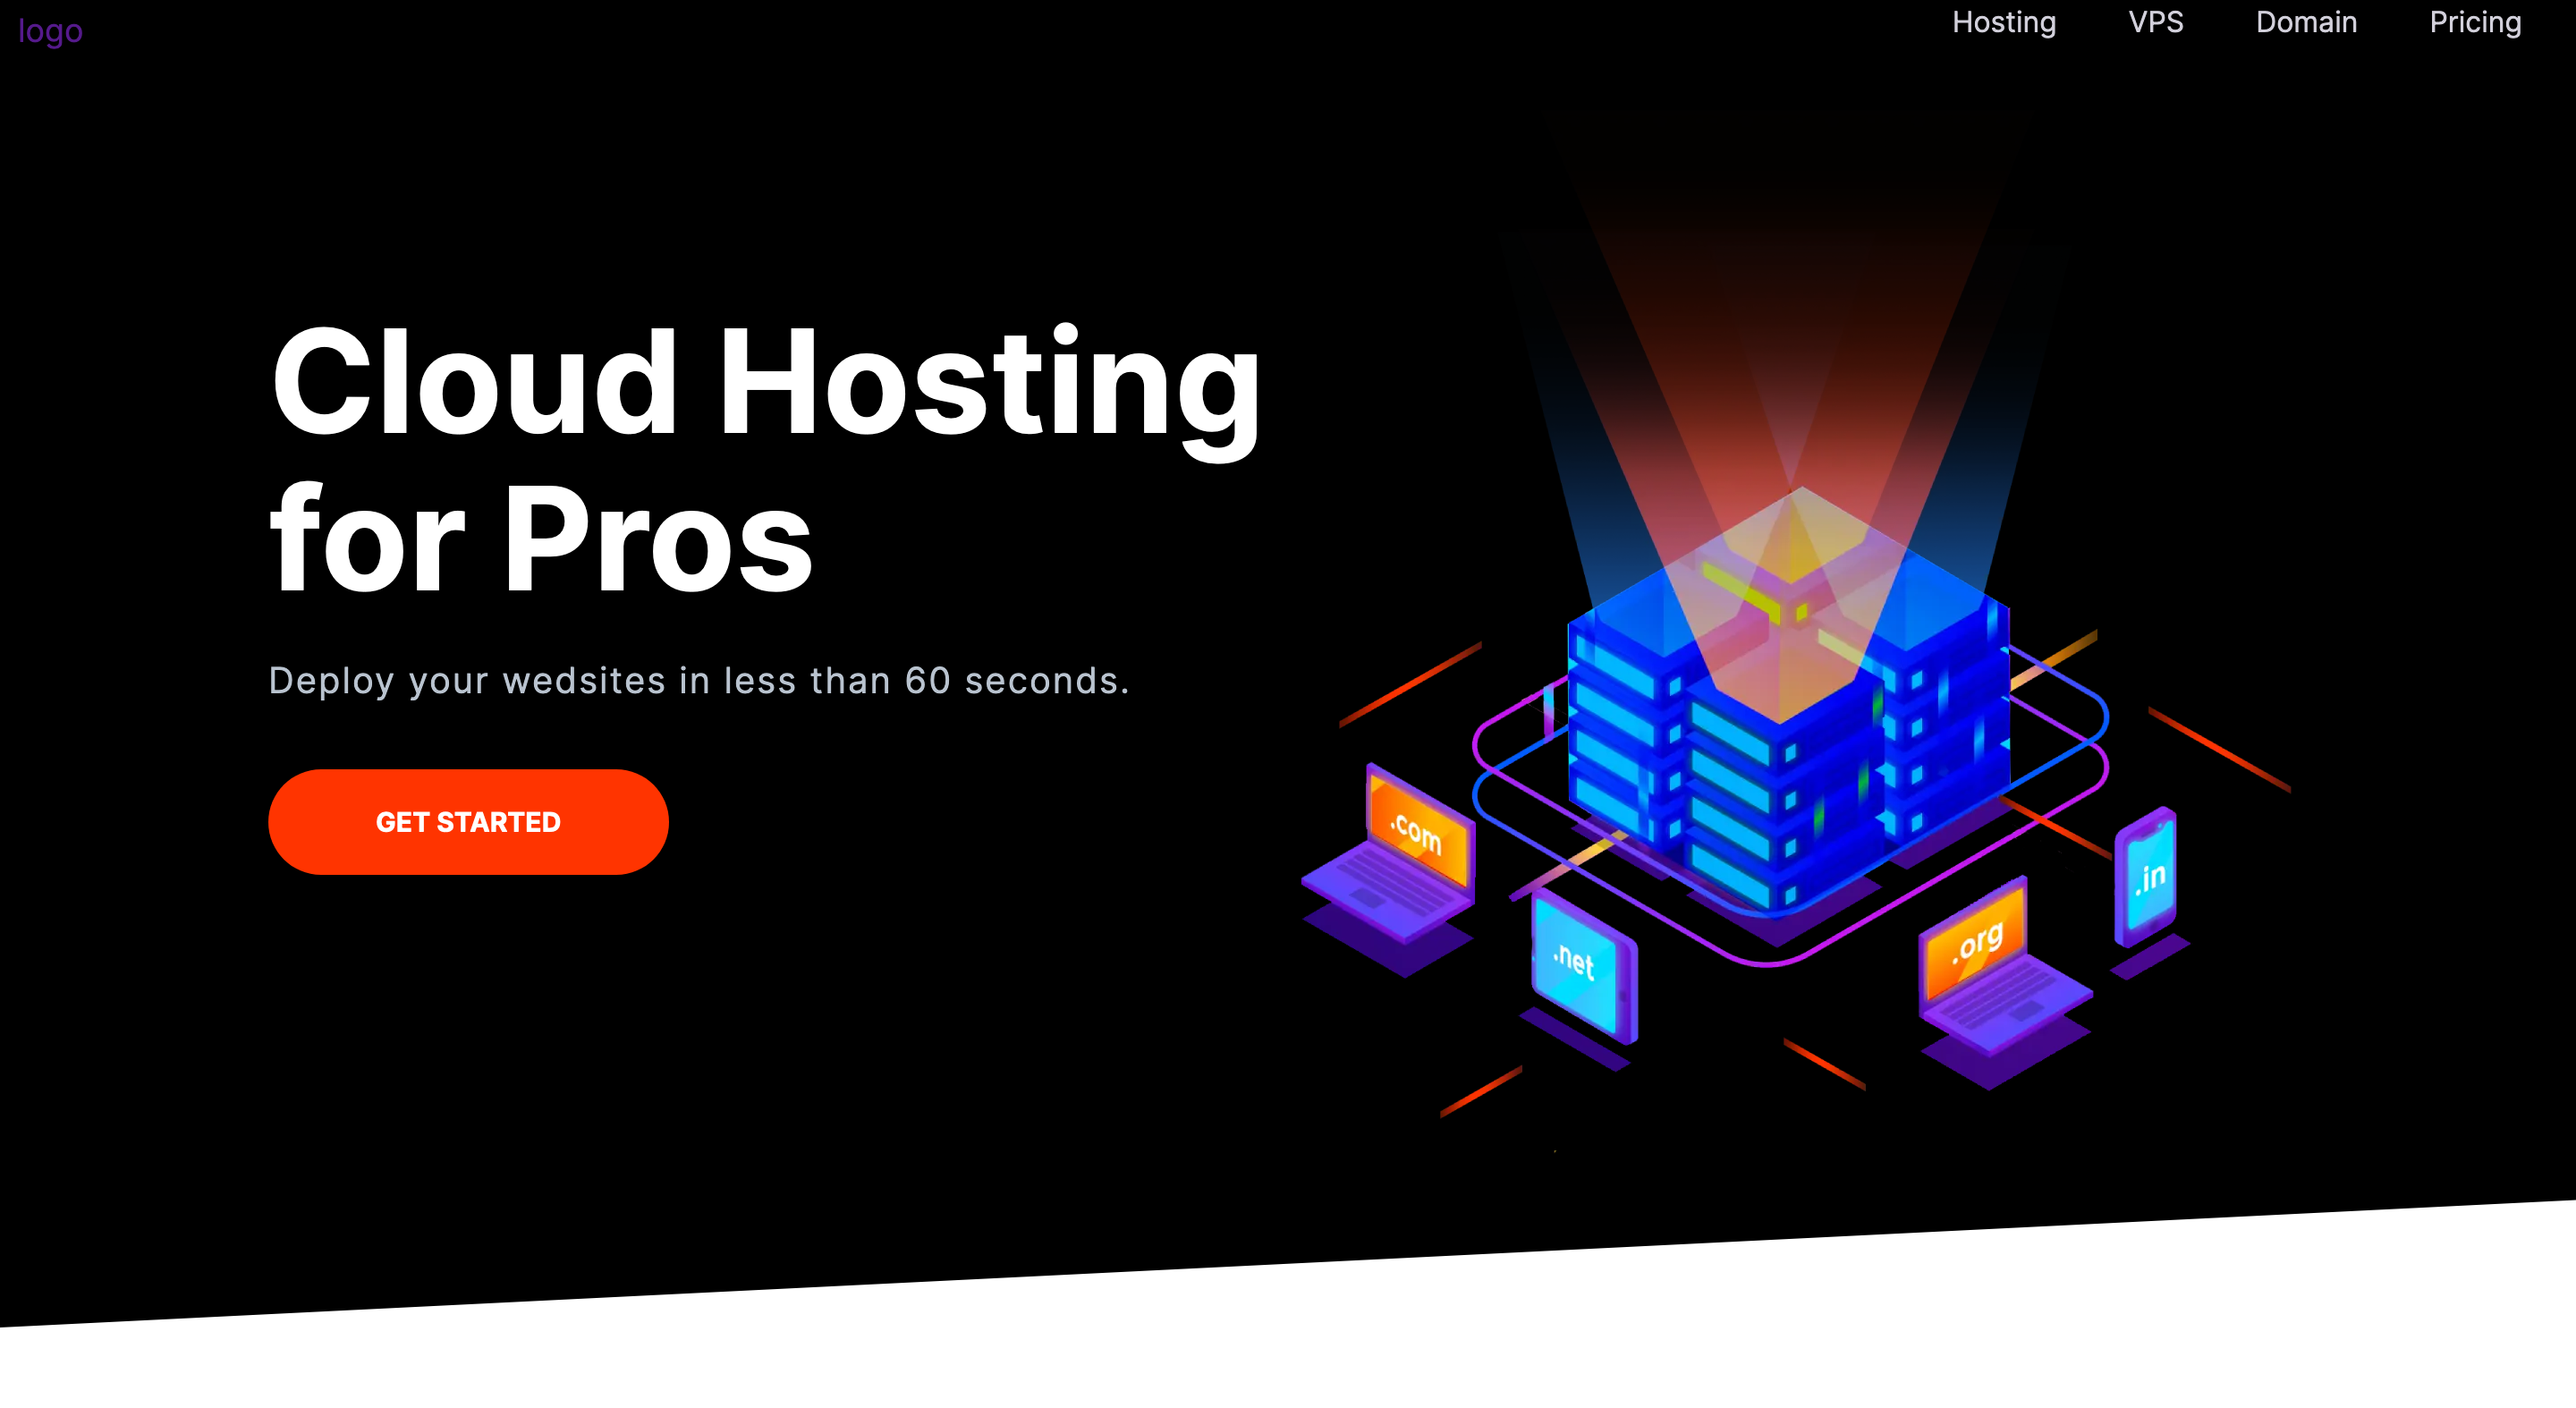 logo
Hosting VPS Domain Pricing
Cloud Hosting
for Pros
Deploy your wedsites in less than 60 seconds.
GET STARTED
.com
.net
.org
.in